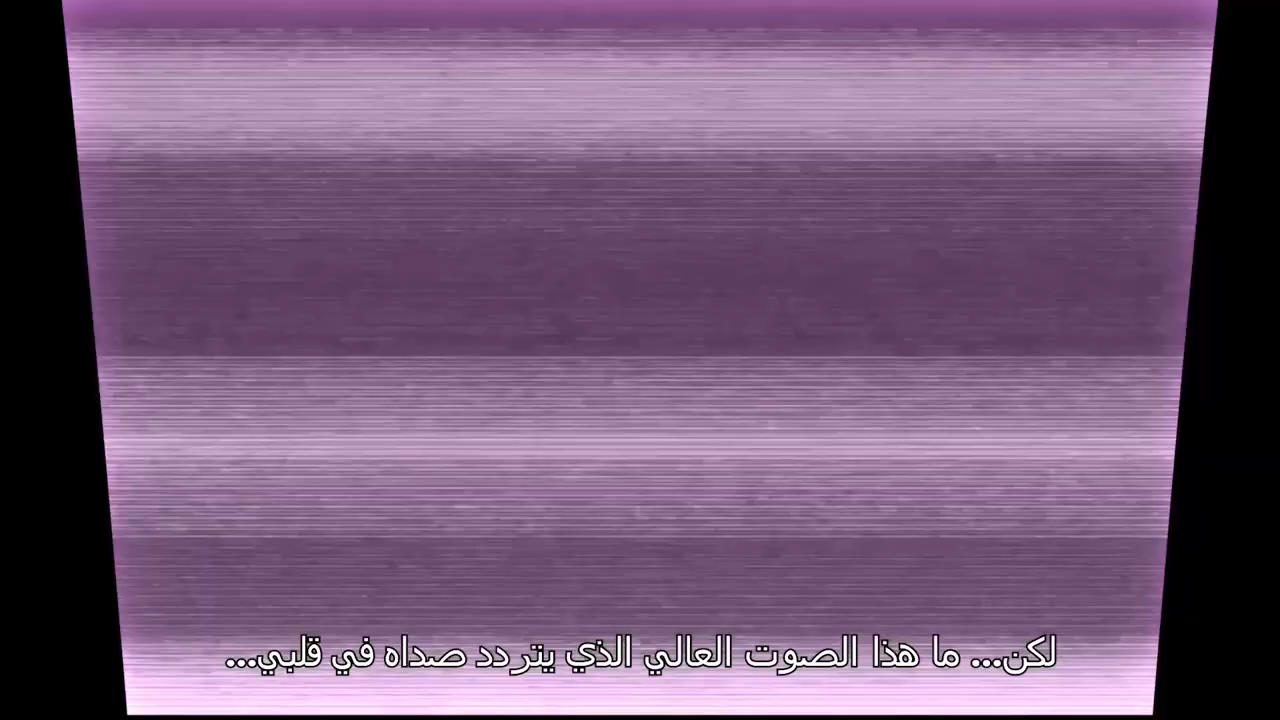 لكن... ما هذا الصوت العالي الذي يتردد صداه في قلبي...